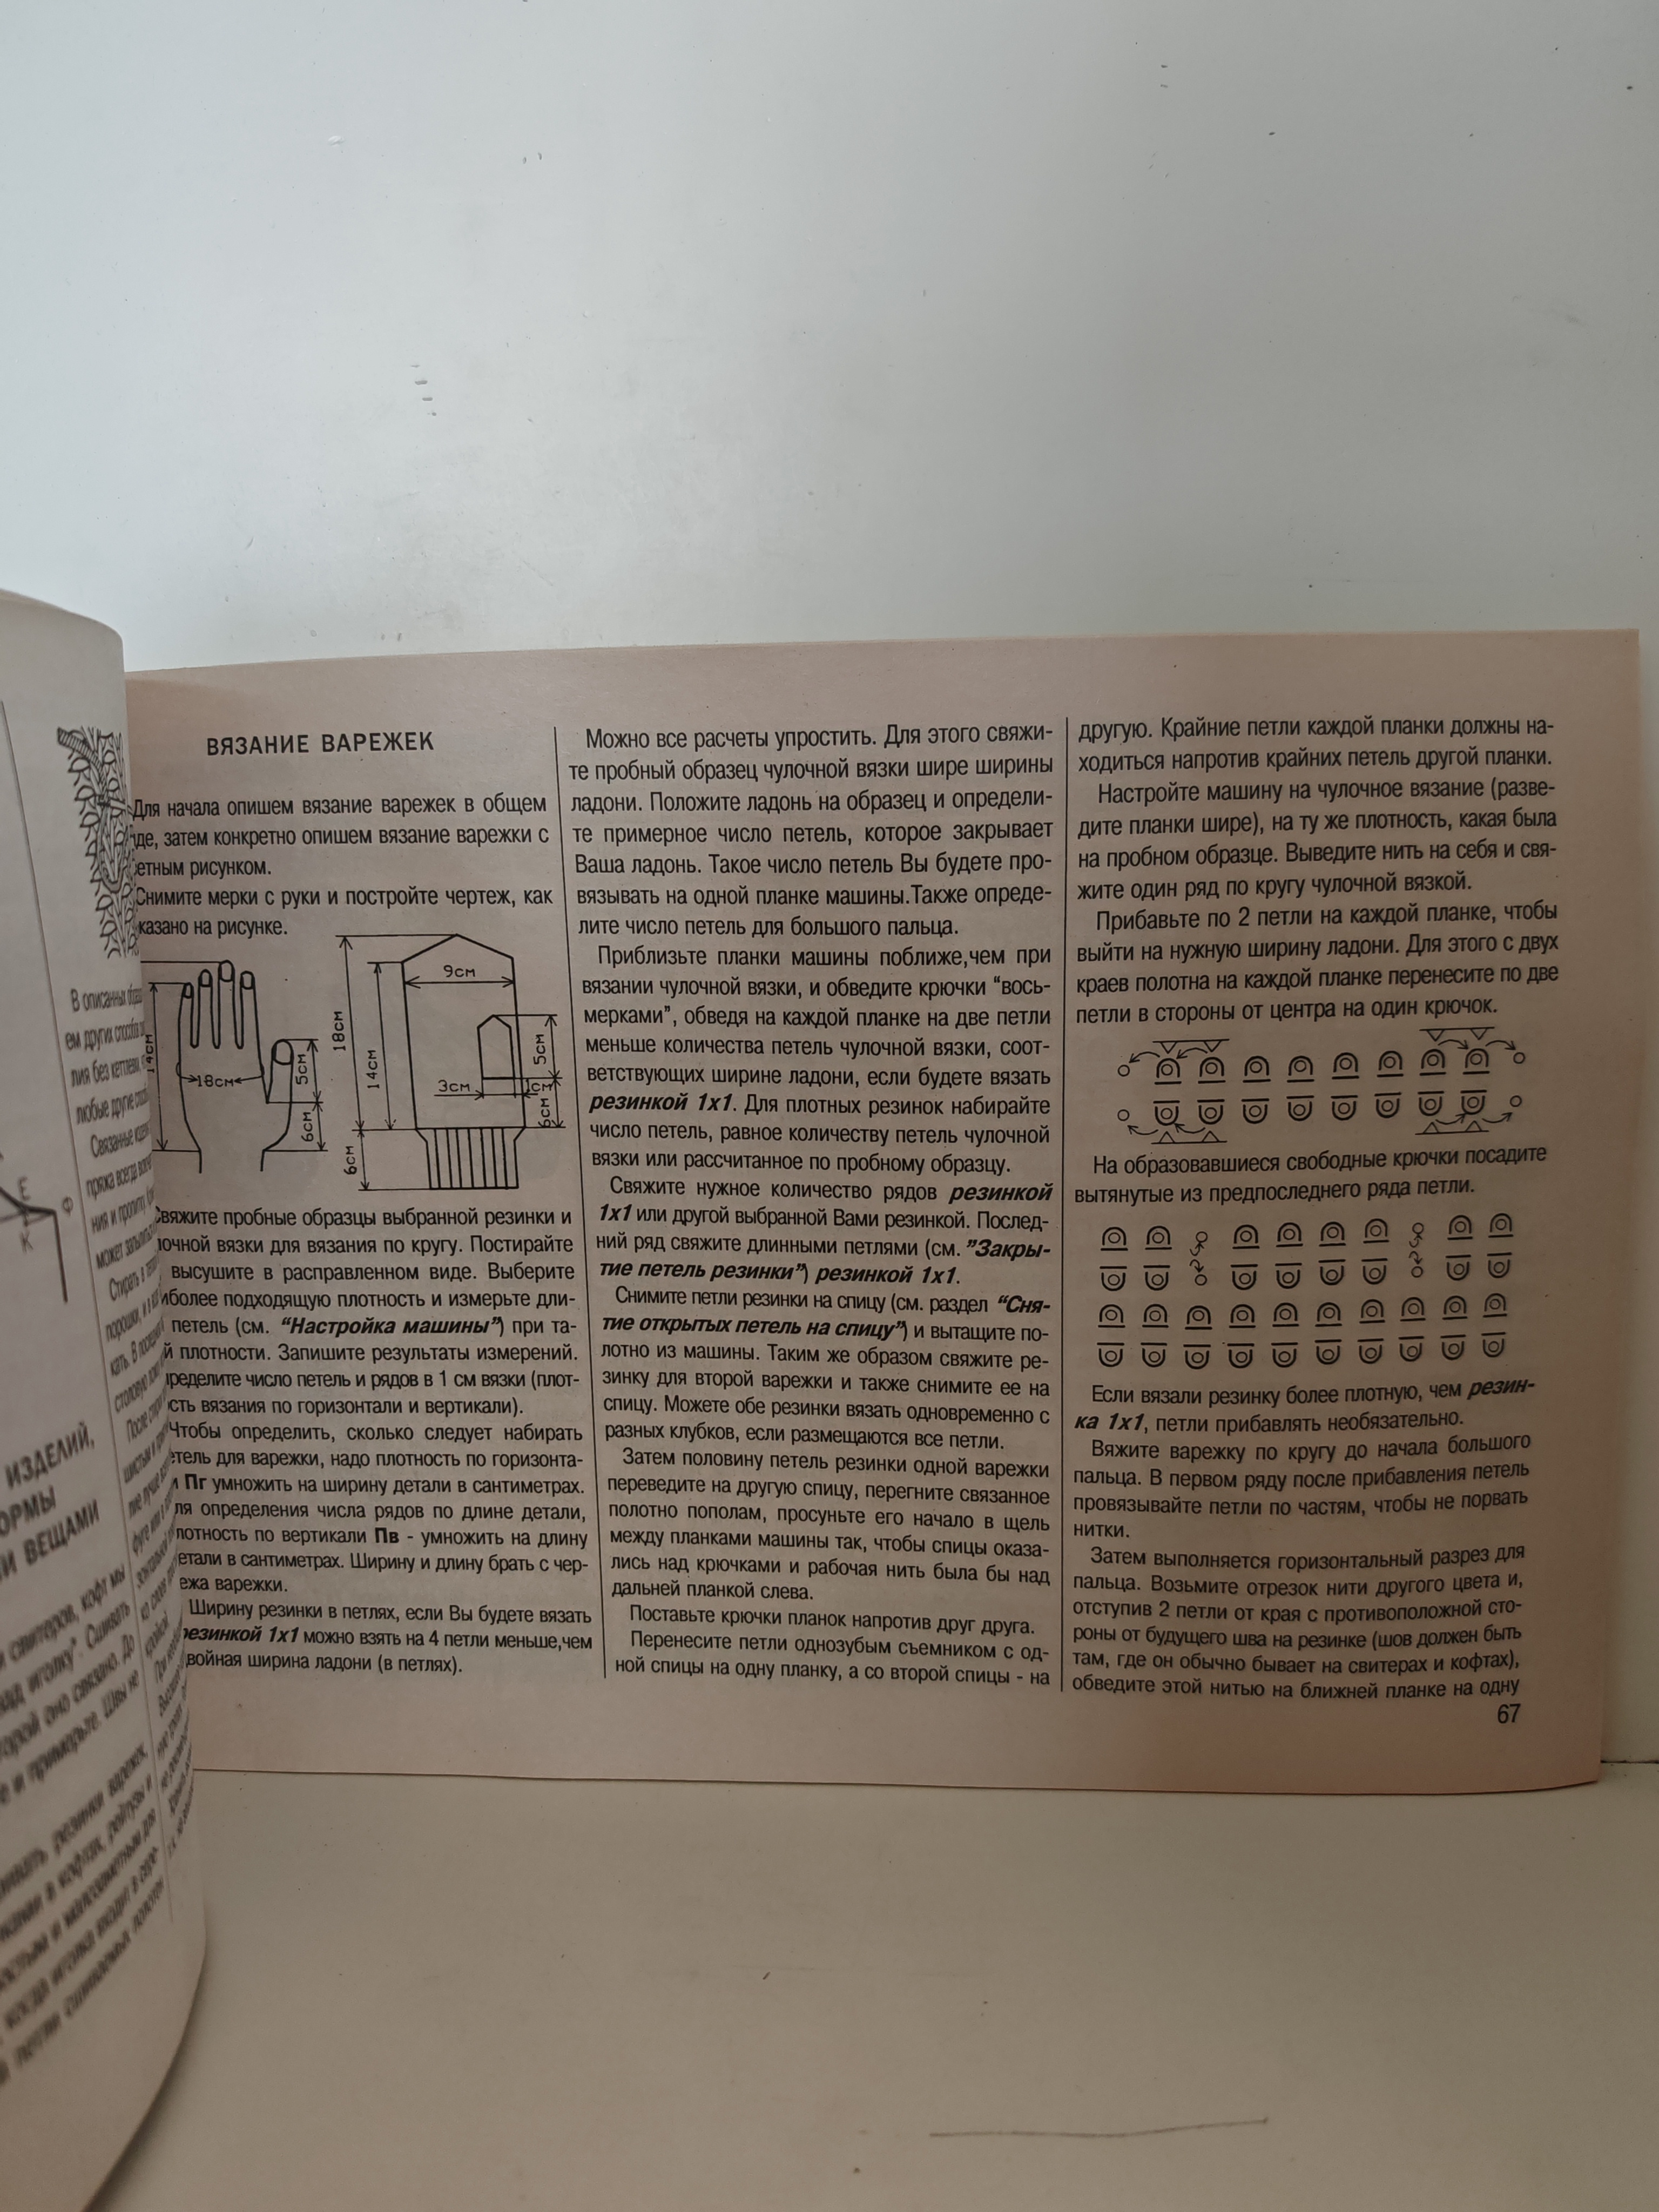 ВЯЗАНИЕ ВАРЕЖЕК
Для начала опишем вязание варежек в общем
затем конкретно опишем вязание варежки с
рисунком.
Снимите мерки с руки и постройте чертеж, как
на рисунке.
14см
18см
5см
6см
18см
14см
6см
9см
3см
1см
5см
6см
Свяжите пробные образцы выбранной резинки и
вязки для вязания по кругу. Постирайте
высушите в расправленном виде. Выберите
подходящую плотность и измерьте дли-
петель (см. “Настройка машины”) при та-
плотности. Запишите результаты измерений.
число петель и рядов в 1 см вязки (плот-
вязания по горизонтали и вертикали).
Чтобы определить, сколько следует набирать
для варежки, надо плотность по горизонта-
Пг умножить на ширину детали в сантиметрах.
определения числа рядов по длине детали,
по вертикали Пв - умножить на длину
в сантиметрах. Ширину и длину брать с чер-
варежки.
Ширину резинки в петлях, если Вы будете вязать
резинкой 1х1 можно взять на 4 петли меньше,чем
ширина ладони (в петлях).
Можно все расчеты упростить. Для этого свяжи-
те пробный образец чулочной вязки шире ширины
ладони. Положите ладонь на образец и определи-
те примерное число петель, которое закрывает
Ваша ладонь. Такое число петель Вы будете про-
вязывать на одной планке машины.Также опреде-
лите число петель для большого пальца.
Приблизьте планки машины поближе,чем при
вязании чулочной вязки, и обведите крючки “вось-
мерками”, обведя на каждой планке на две петли
меньше количества петель чулочной вязки, соот-
ветствующих ширине ладони, если будете вязать
резинкой 1х1. Для плотных резинок набирайте
число петель, равное количеству петель чулочной
вязки или рассчитанное по пробному образцу.
Свяжите нужное количество рядов резинкой
1х1 или другой выбранной Вами резинкой. Послед-
ний ряд свяжите длинными петлями (см. ”Закры-
тие петель резинки”) резинкой 1х1.
Снимите петли резинки на спицу (см. раздел “Сня-
тие открытых петель на спицу”) и вытащите по-
лотно из машины. Таким же образом свяжите ре-
зинку для второй варежки и также снимите ее на
спицу. Можете обе резинки вязать одновременно с
разных клубков, если размещаются все петли.
Затем половину петель резинки одной варежки
переведите на другую спицу, перегните связанное
полотно пополам, просуньте его начало в щель
между планками машины так, чтобы спицы оказа-
лись над крючками и рабочая нить была бы над
дальней планкой слева.
Поставьте крючки планок напротив друг друга.
Перенесите петли однозубым съемником с од-
ной спицы на одну планку, а со второй спицы - на
другую. Крайние петли каждой планки должны на-
ходиться напротив крайних петель другой планки.
Настройте машину на чулочное вязание (разве-
дите планки шире), на ту же плотность, какая была
на пробном образце. Выведите нить на себя и свя-
жите один ряд по кругу чулочной вязкой.
Прибавьте по 2 петли на каждой планке, чтобы
выйти на нужную ширину ладони. Для этого с двух
краев полотна на каждой планке перенесите по две
петли в стороны от центра на один крючок.
На образовавшиеся свободные крючки посадите
вытянутые из предпоследнего ряда петли.
Если вязали резинку более плотную, чем резин-
ка 1х1, петли прибавлять необязательно.
Вяжите варежку по кругу до начала большого
пальца. В первом ряду после прибавления петель
провязывайте петли по частям, чтобы не порвать
нитки.
Затем выполняется горизонтальный разрез для
пальца. Возьмите отрезок нити другого цвета и,
отступив 2 петли от края с противоположной сто-
роны от будущего шва на резинке (шов должен быть
там, где он обычно бывает на свитерах и кофтах),
обведите этой нитью на ближней планке на одну
67
В описанных
ем других
лия без
любые другие
Связанные
пряжа всегда
Е
Ф
К
ИЗДЕЛИЙ,
ВЕЩАМИ
свитеров, кофт мы
иголку”. Сшивать
оно связано. До
и примерьте. Швы не
резинки варежек,